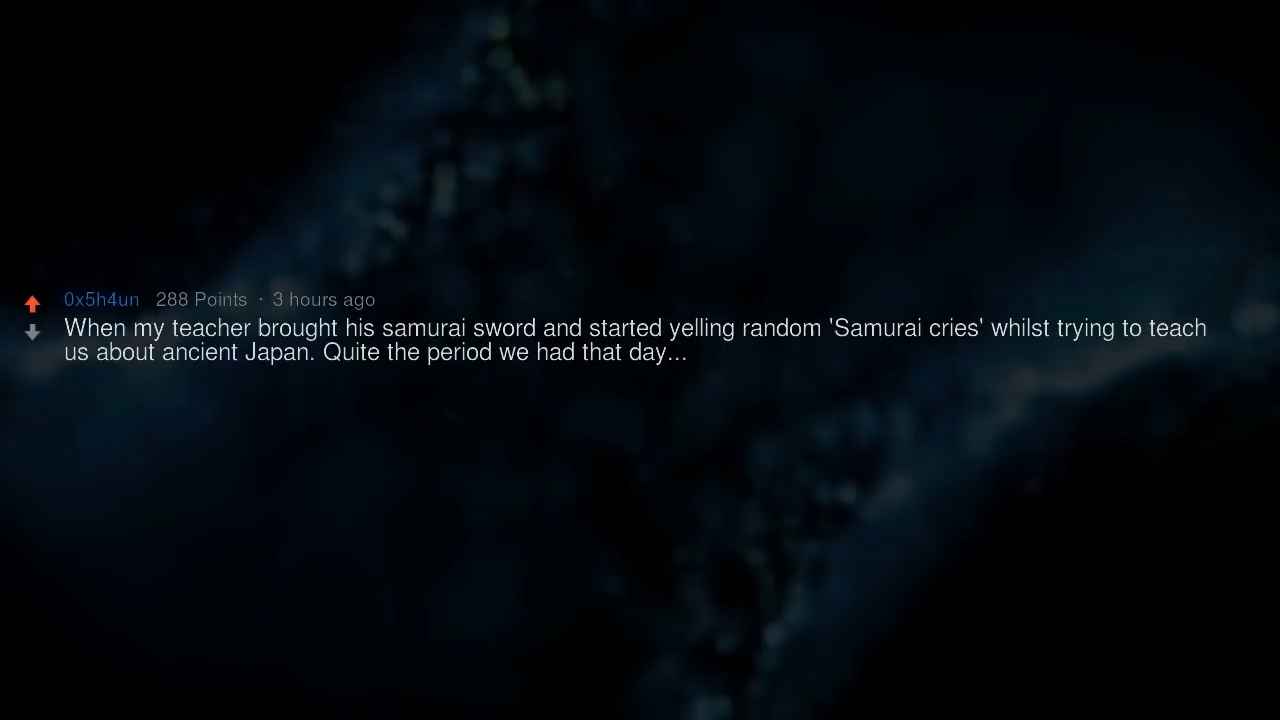 0x5h4un 288 Points · 3 hours ago
When my teacher brought his samurai sword and started yelling random 'Samurai cries' whilst trying to teach
us about ancient Japan. Quite the period we had that day...